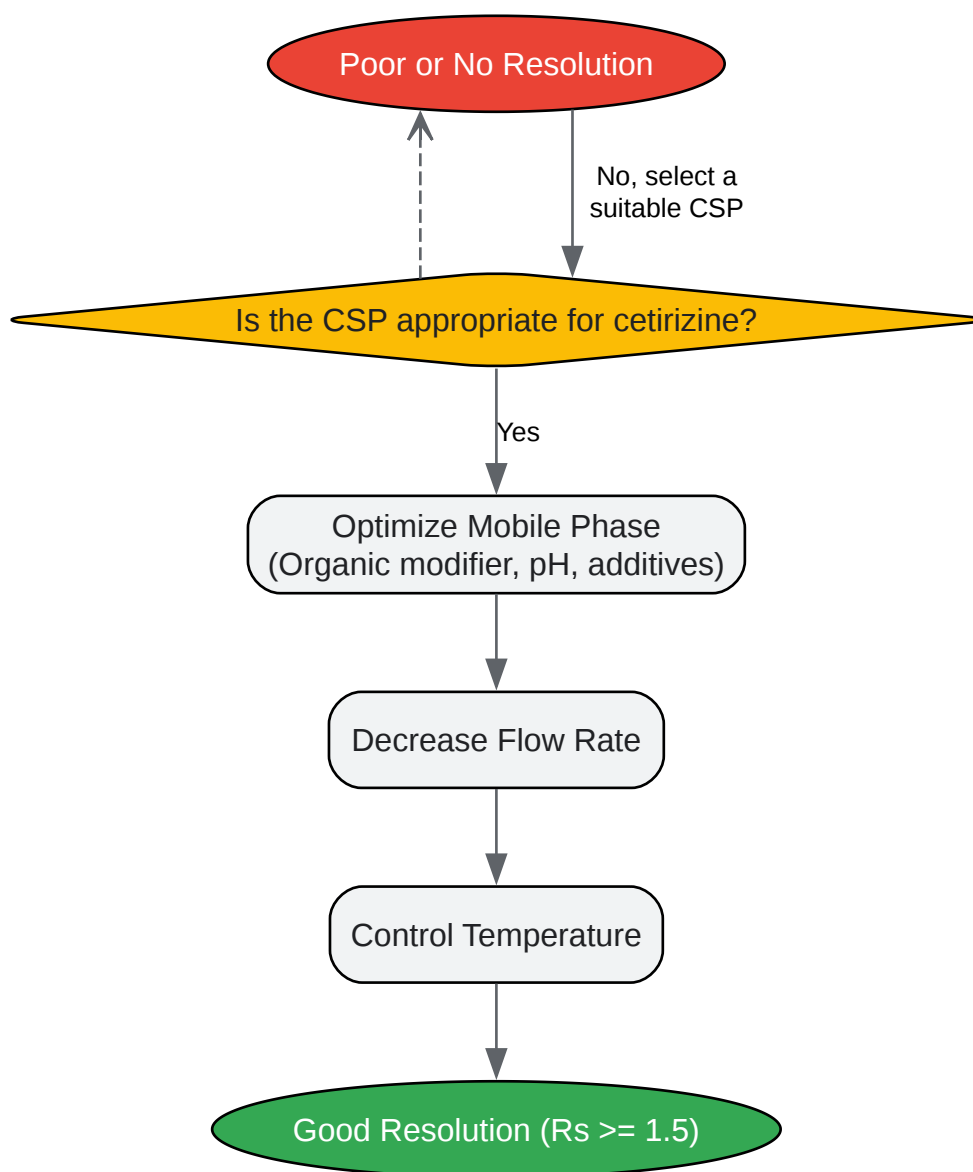 Poor or No Resolution
No, select a
suitable CSP
Is the CSP appropriate for cetirizine?
Yes
Optimize Mobile Phase
(Organic modifier, pH, additives)
Decrease Flow Rate
Control Temperature
Good Resolution (Rs >= 1.5)